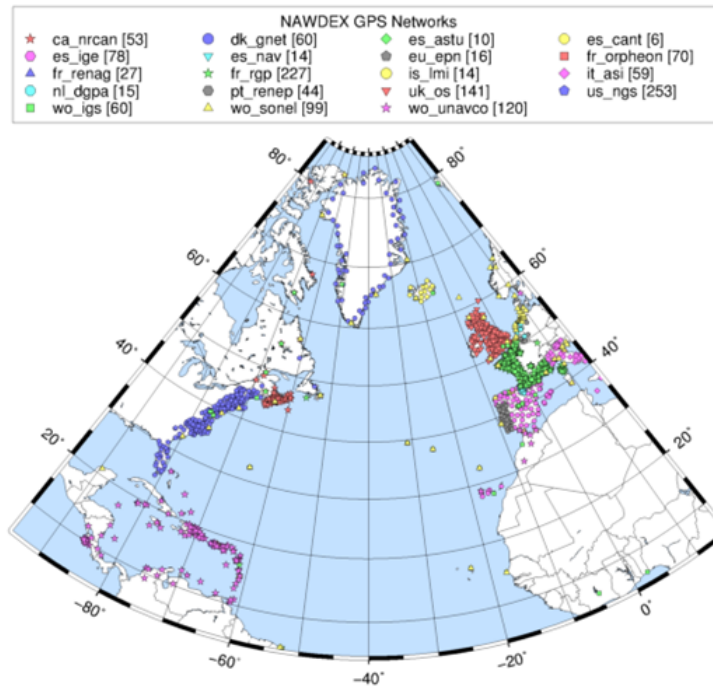 NAWDEX GPS Networks
ca_nrcan [53] dk_gnet [60] es_astu [10] es_cant [6]
es_ige [78] es_nav [14] eu_epn [16] fr_orpheon [70]
fr_renag [27] fr_rgp [227] is_lmi [14] it_asi [59]
nl_dgpa [15] pt_renep [44] uk_os [141] us_ngs [253]
wo_igs [60] wo_sonel [99] wo_unavco [120]
80° 80°
60° 60°
40° 40°
20° 20°
−80° 0°
−60° −20°
−40°